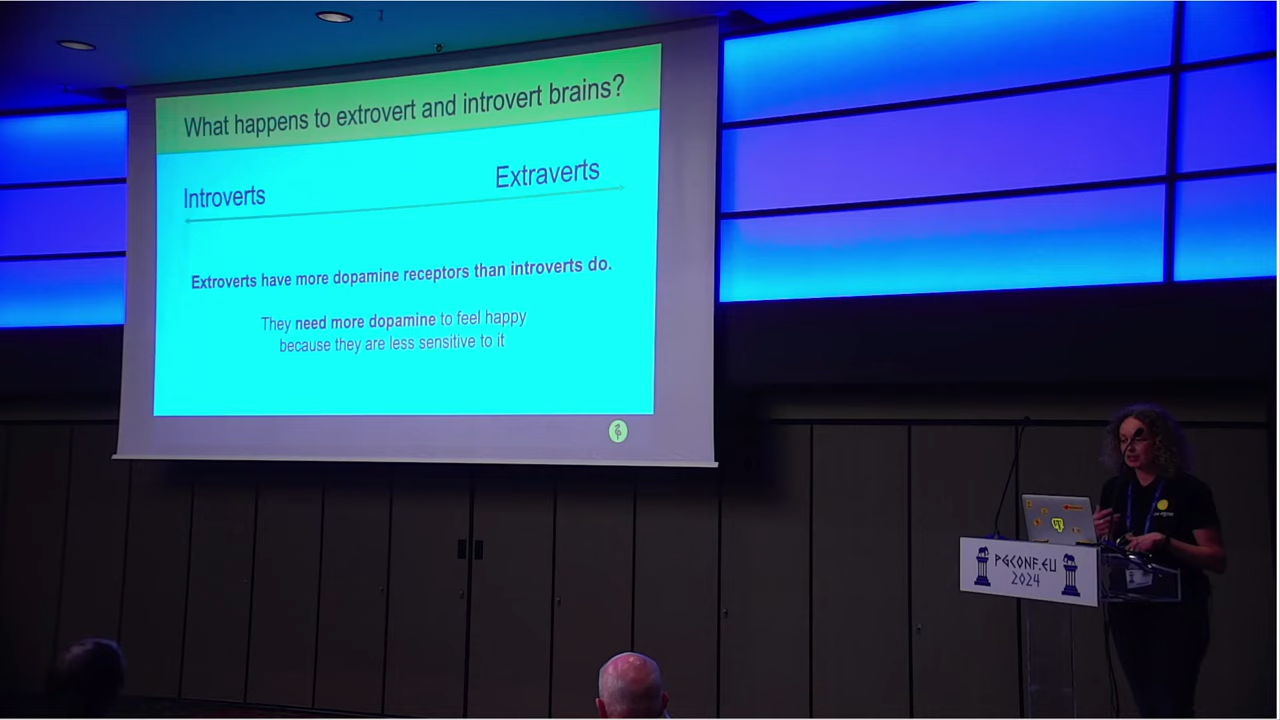 What happens to extrovert and introvert brains?
Introverts
Extraverts
Extroverts have more dopamine receptors than introverts do.
They need more dopamine to feel happy
because they are less sensitive to it
PGCONF.EU
2024